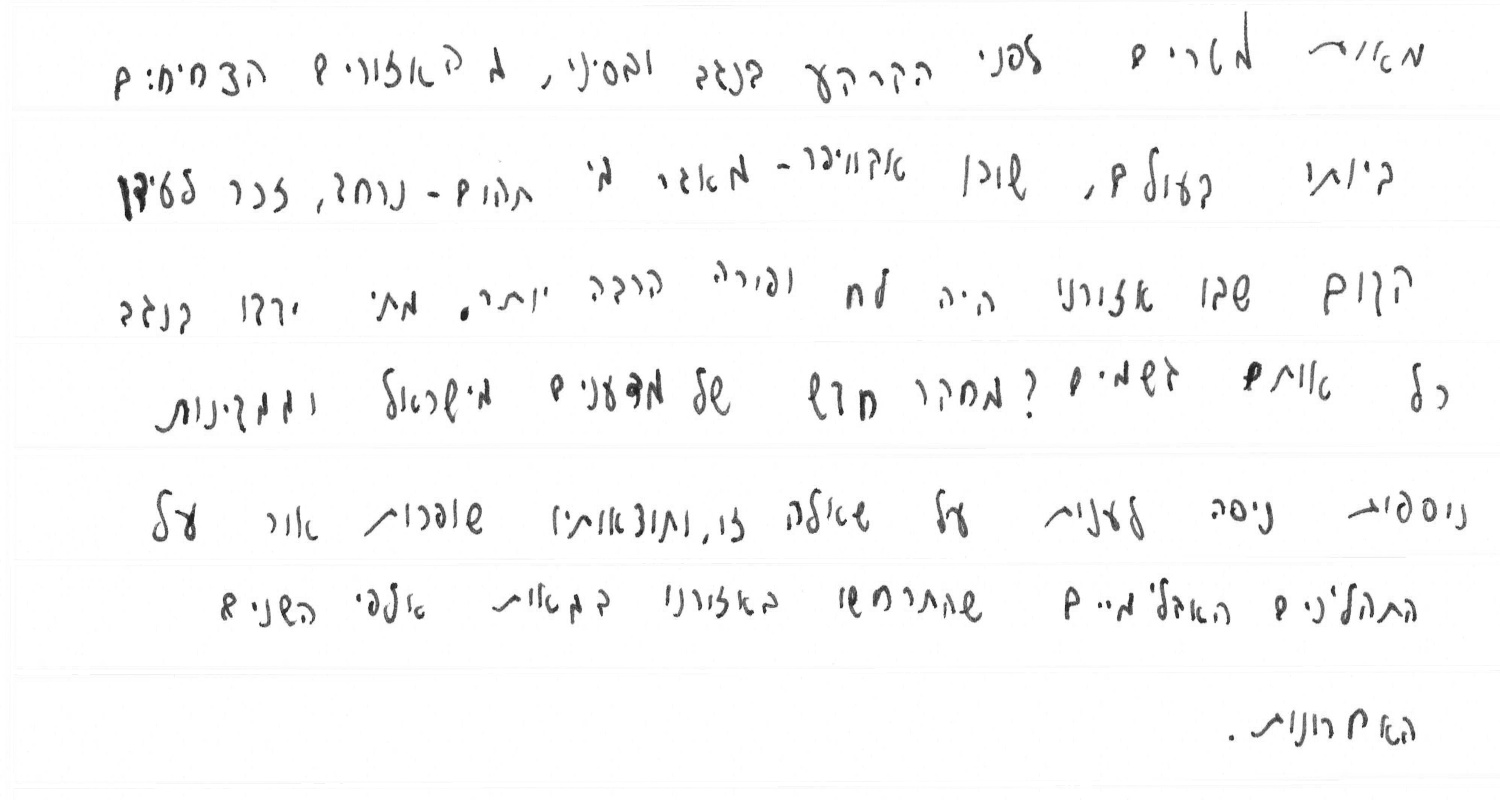 מאות מטרים לפני הקרקע בנגב ובסיני, מ האזורים הצחיחים
ביותר בעולם, שוכן אקוויפר - מאגר מי תהום - נרחב, זכר לעידן
הקום שבו אזורנו היה לח ופורה הרבה יותר. מתי ירדו בנגב
כל אותם גשמים? מחקר חדש של מדענים מישראל וממדינות
נוספות ניסה לענות על שאלה זו, ותוצאותיו שופכות אור על
התהליכים האקלימיים שהתרחשו באזורנו במאות אלפי השנים
האחרונות.